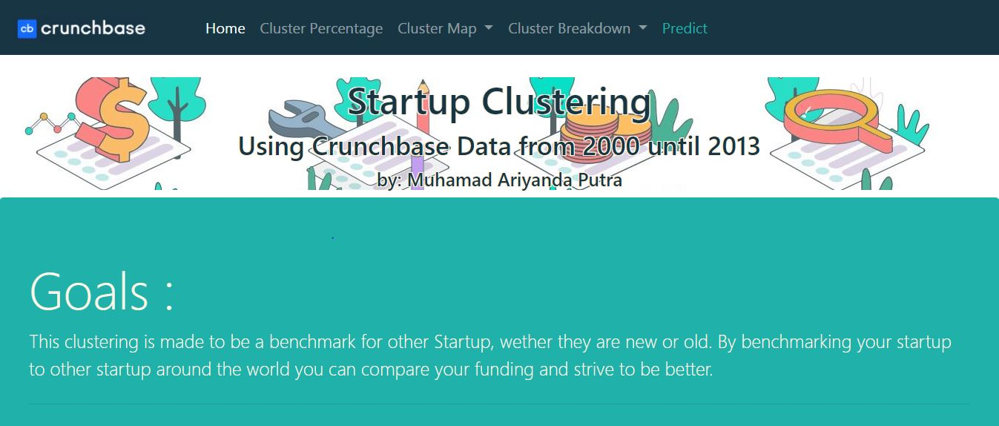 cb crunchbase Home Cluster Percentage Cluster Map Cluster Breakdown Predict
Startup Clustering
Using Crunchbase Data from 2000 until 2013
by: Muhamad Ariyanda Putra
Goals :
This clustering is made to be a benchmark for other Startup, wether they are new or old. By benchmarking your startup
to other startup around the world you can compare your funding and strive to be better.